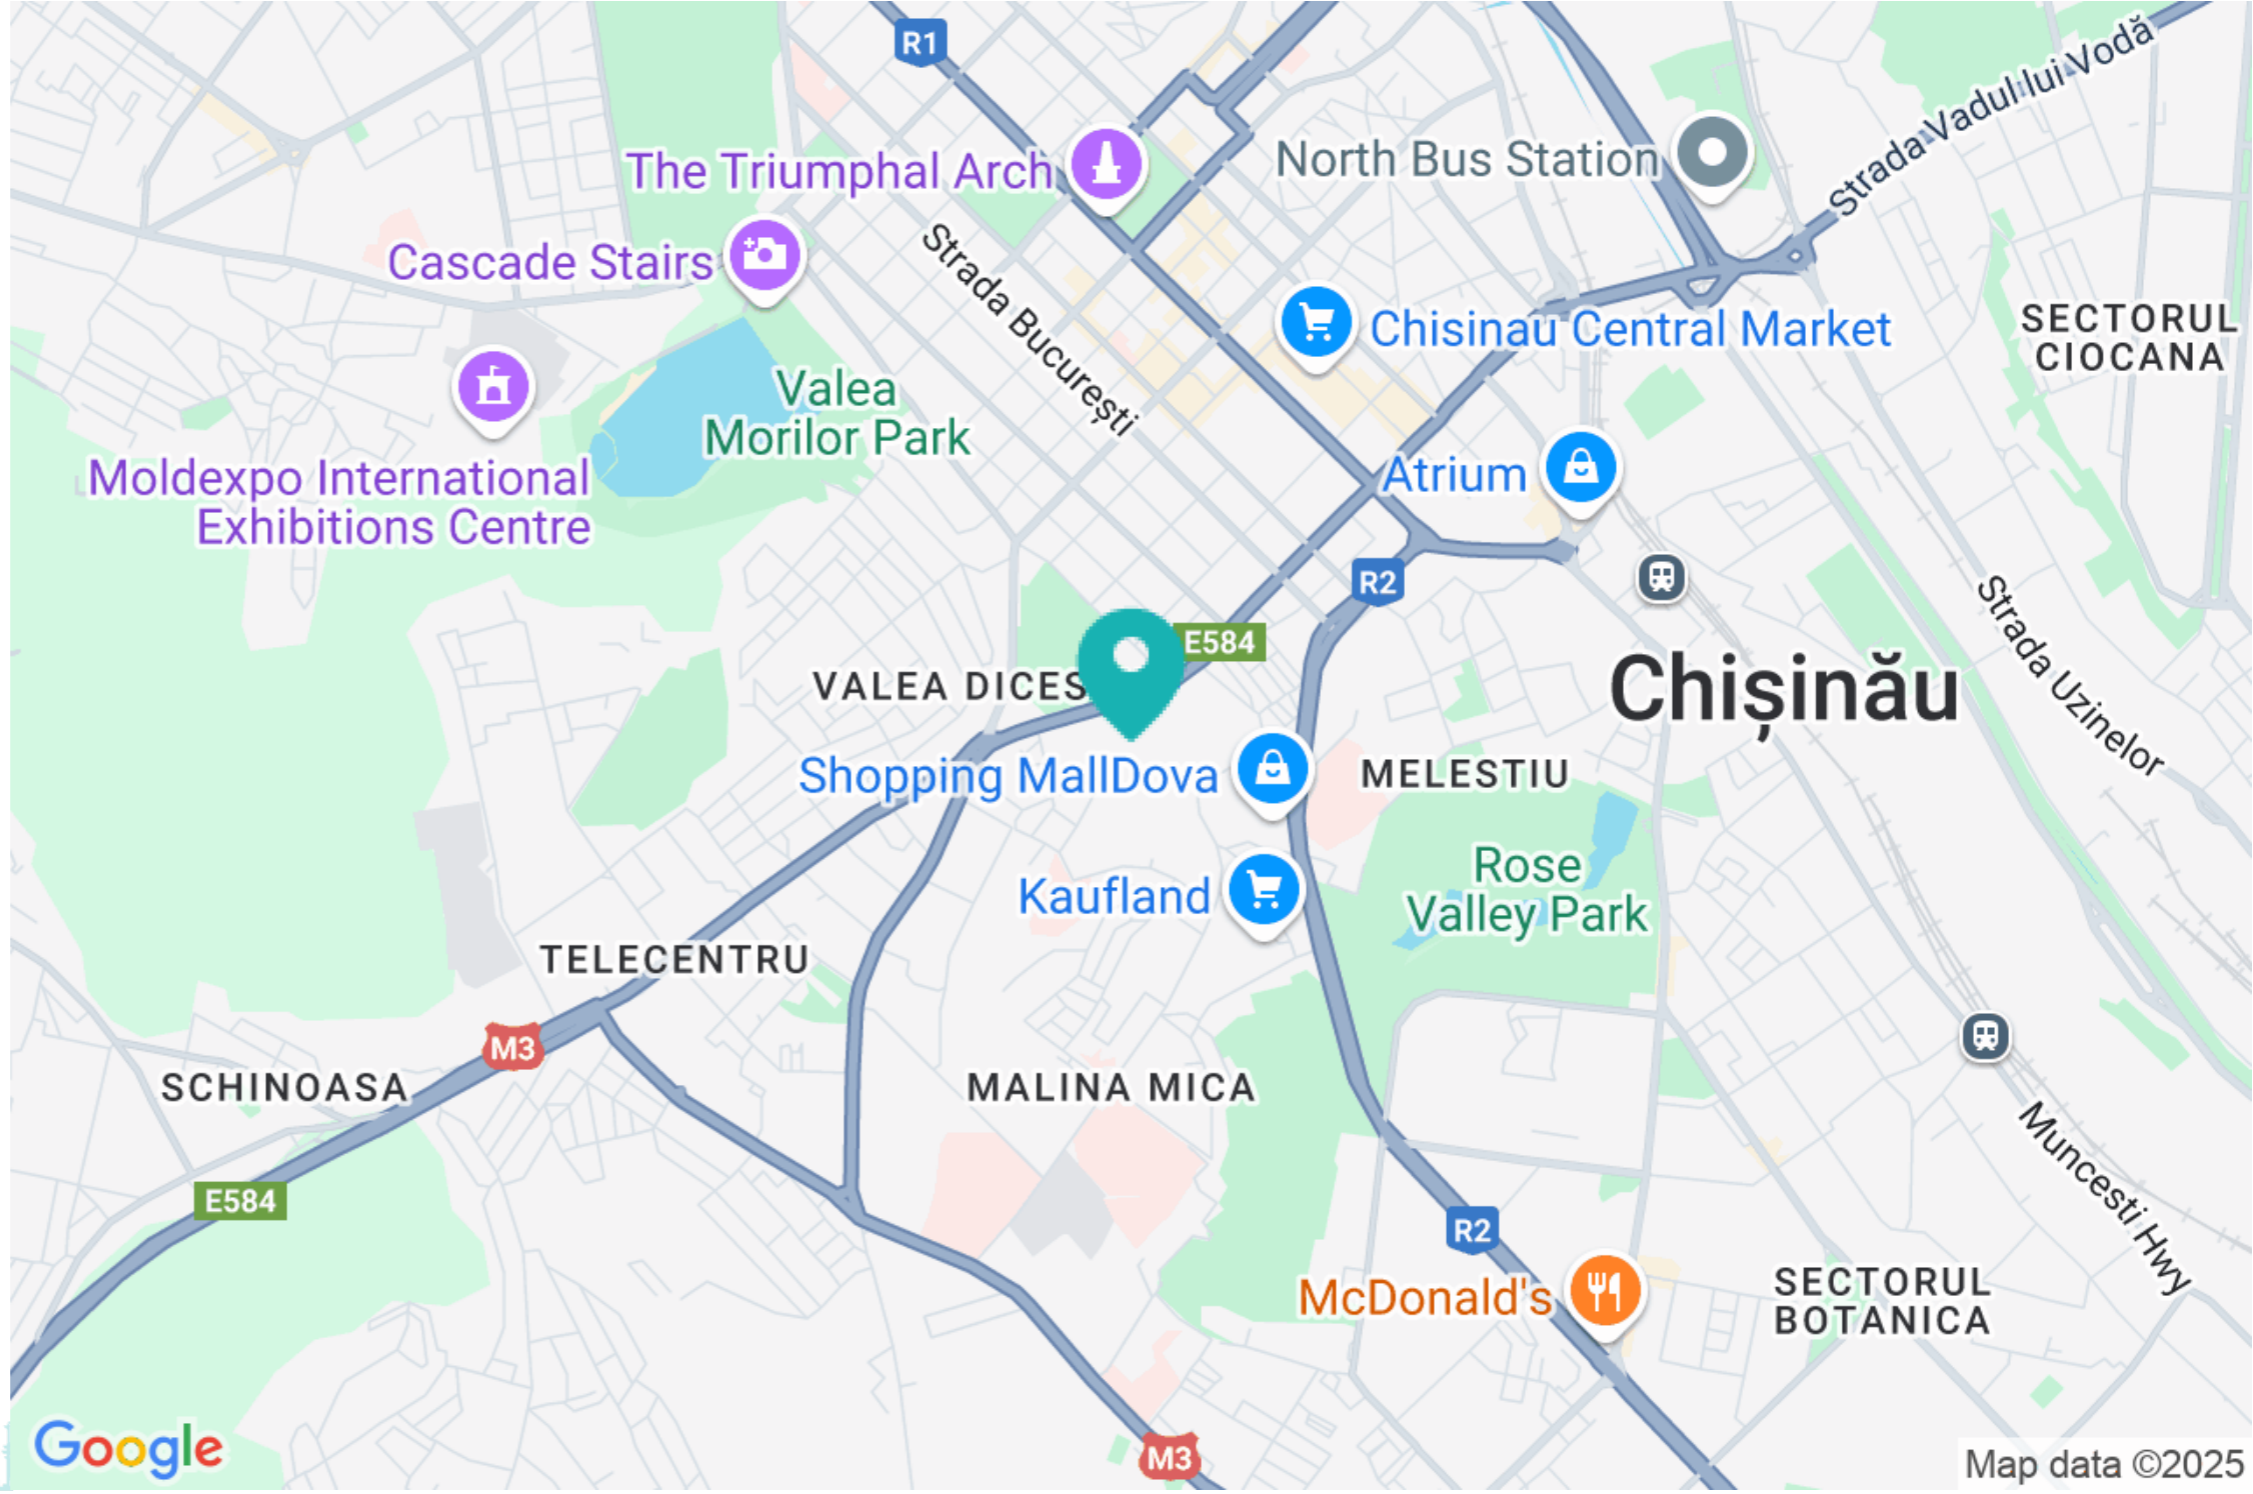 R1
Strada Vadul lui Vodă
The Triumphal Arch
North Bus Station
Cascade Stairs
Strada București
Chisinau Central Market
SECTORUL
CIOCANA
Valea
Morilor Park
Moldexpo International
Exhibitions Centre
Atrium
R2
E584
Strada Uzinelor
VALEA DICES
Chișinău
Shopping MallDova
MELESTIU
Rose
Valley Park
Kaufland
TELECENTRU
M3
SCHINOASA
MALINA MICA
Muncesti Hwy
E584
R2
McDonald's
SECTORUL
BOTANICA
Google
M3
Map data ©2025